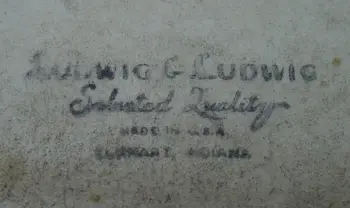 LUDWIG & LUDWIG
Selected Quality
MADE IN U.S.A.
ELKHART, INDIANA